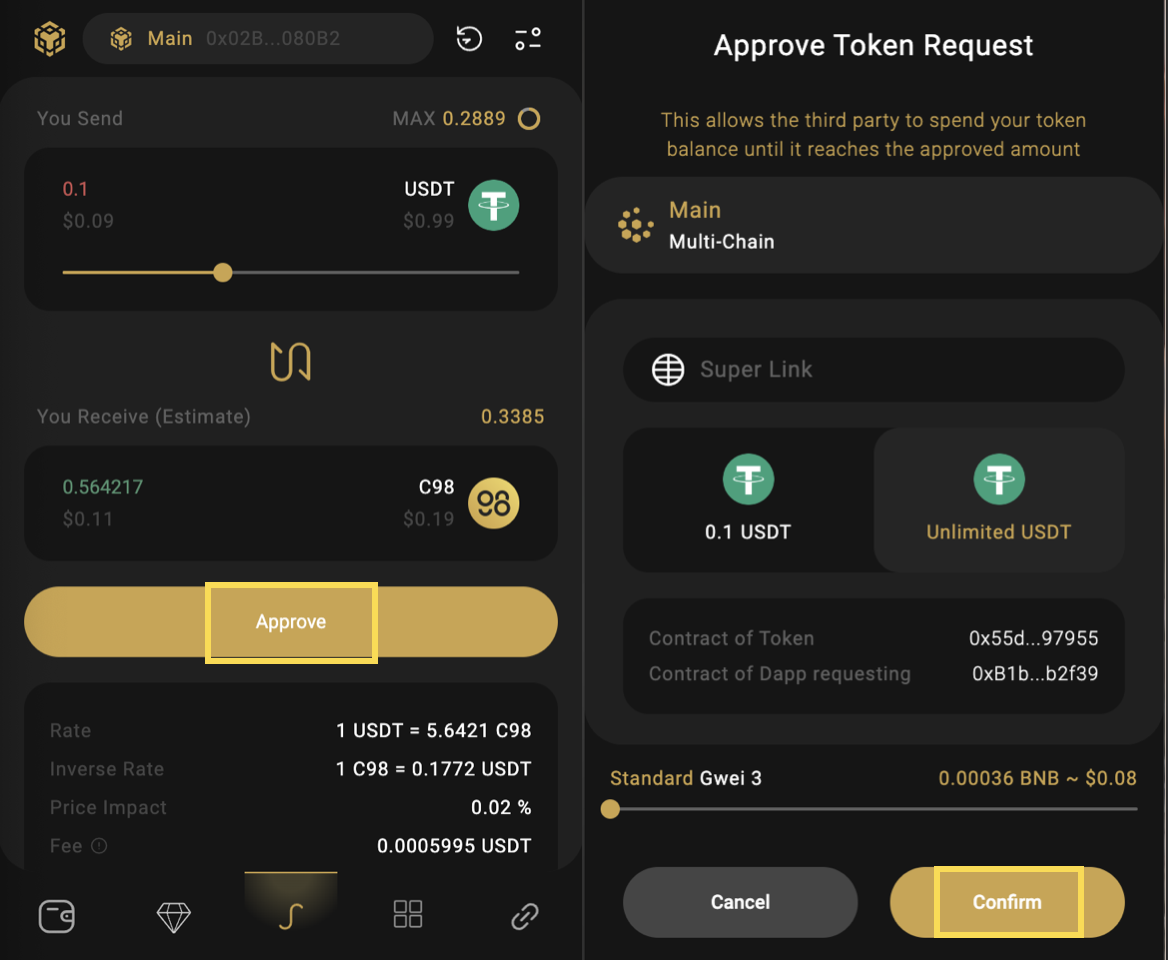 Main 0x02B...080B2
You Send
MAX 0.2889
0.1
USDT
$0.09
$0.99
You Receive (Estimate)
0.3385
0.564217
C98
$0.11
$0.19
98
Approve
Rate
1 USDT = 5.6421 C98
Inverse Rate
1 C98 = 0.1772 USDT
Price Impact
0.02 %
Fee
0.0005995 USDT
Approve Token Request
This allows the third party to spend your token
balance until it reaches the approved amount
Main
Multi-Chain
Super Link
0.1 USDT
Unlimited USDT
Contract of Token
0x55d...97955
Contract of Dapp requesting
0xB1b...b2f39
Standard Gwei 3
0.00036 BNB ~ $0.08
Cancel
Confirm